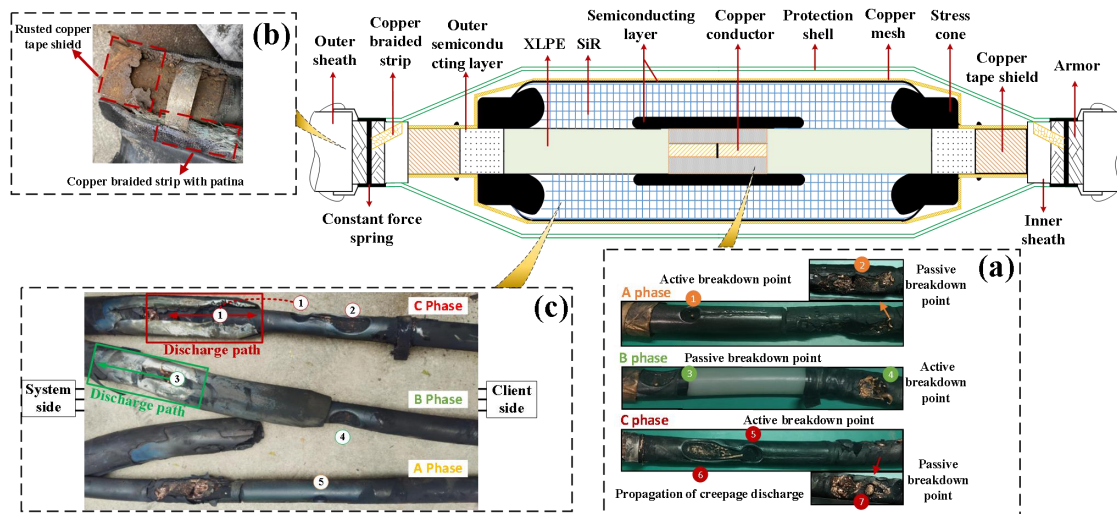 Rusted copper
tape shield
(b)
Copper braided strip with patina
Outer
sheath
Copper
braided
strip
Outer
semicondu
cting layer
XLPE
SiR
Semiconducting
layer
Copper
conductor
Protection
shell
Copper
mesh
Stress
cone
Copper
tape shield
Armor
Constant force
spring
Inner
sheath
(c)
C Phase
1
1
2
Discharge path
3
Discharge path
System
side
Client
side
B Phase
4
A Phase
5
(a)
Active breakdown point
2
Passive
breakdown
point
A phase
1
B phase
Passive breakdown point
3
4
Active
breakdown
point
C phase
Active breakdown point
5
6
Propagation of creepage discharge
7
Passive
breakdown
point